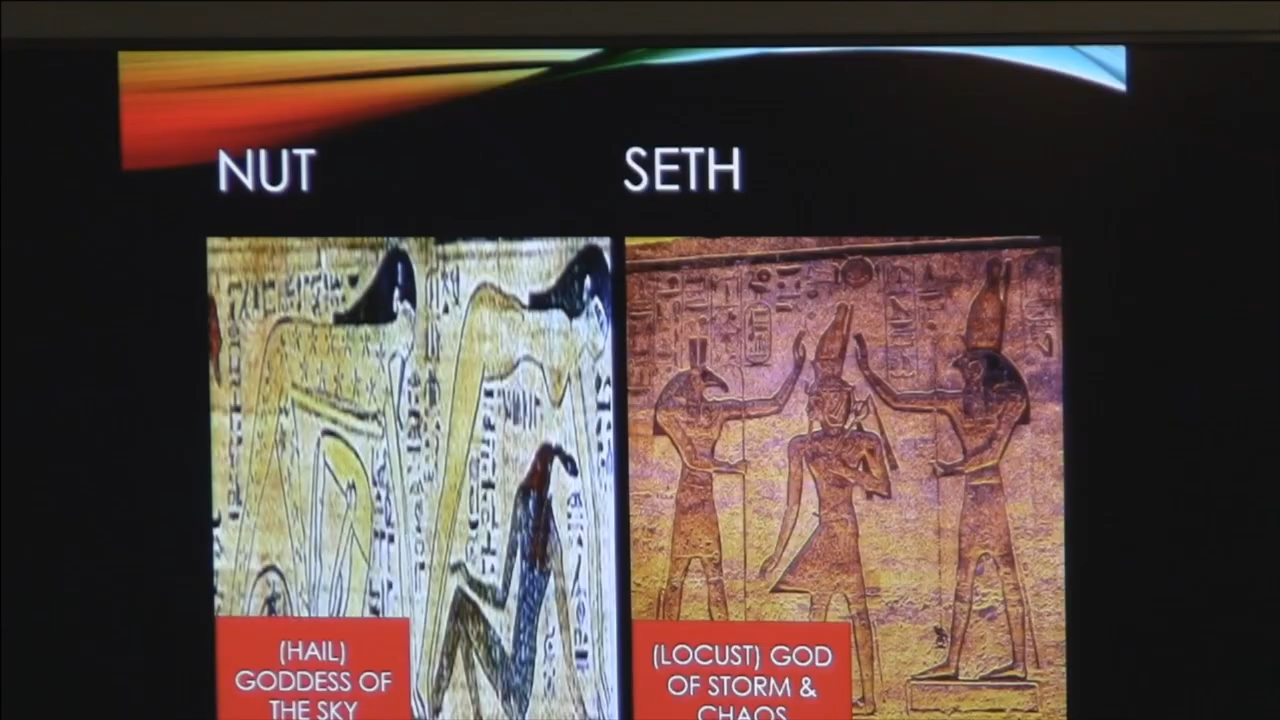 NUT
SETH
(HAIL)
GODDESS OF
THE SKY
(LOCUST) GOD
OF STORM &
CHAOS